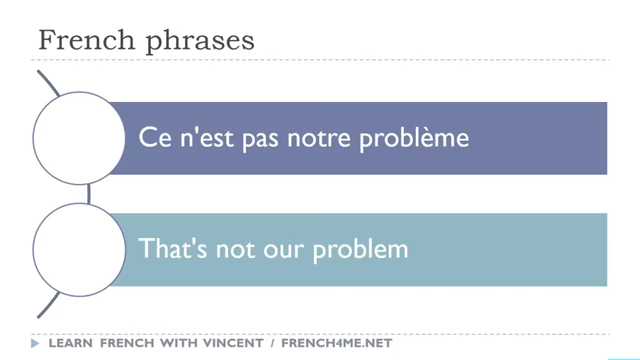 French phrases
Ce n'est pas notre problème
That's not our problem
LEARN FRENCH WITH VINCENT / FRENCH4ME.NET